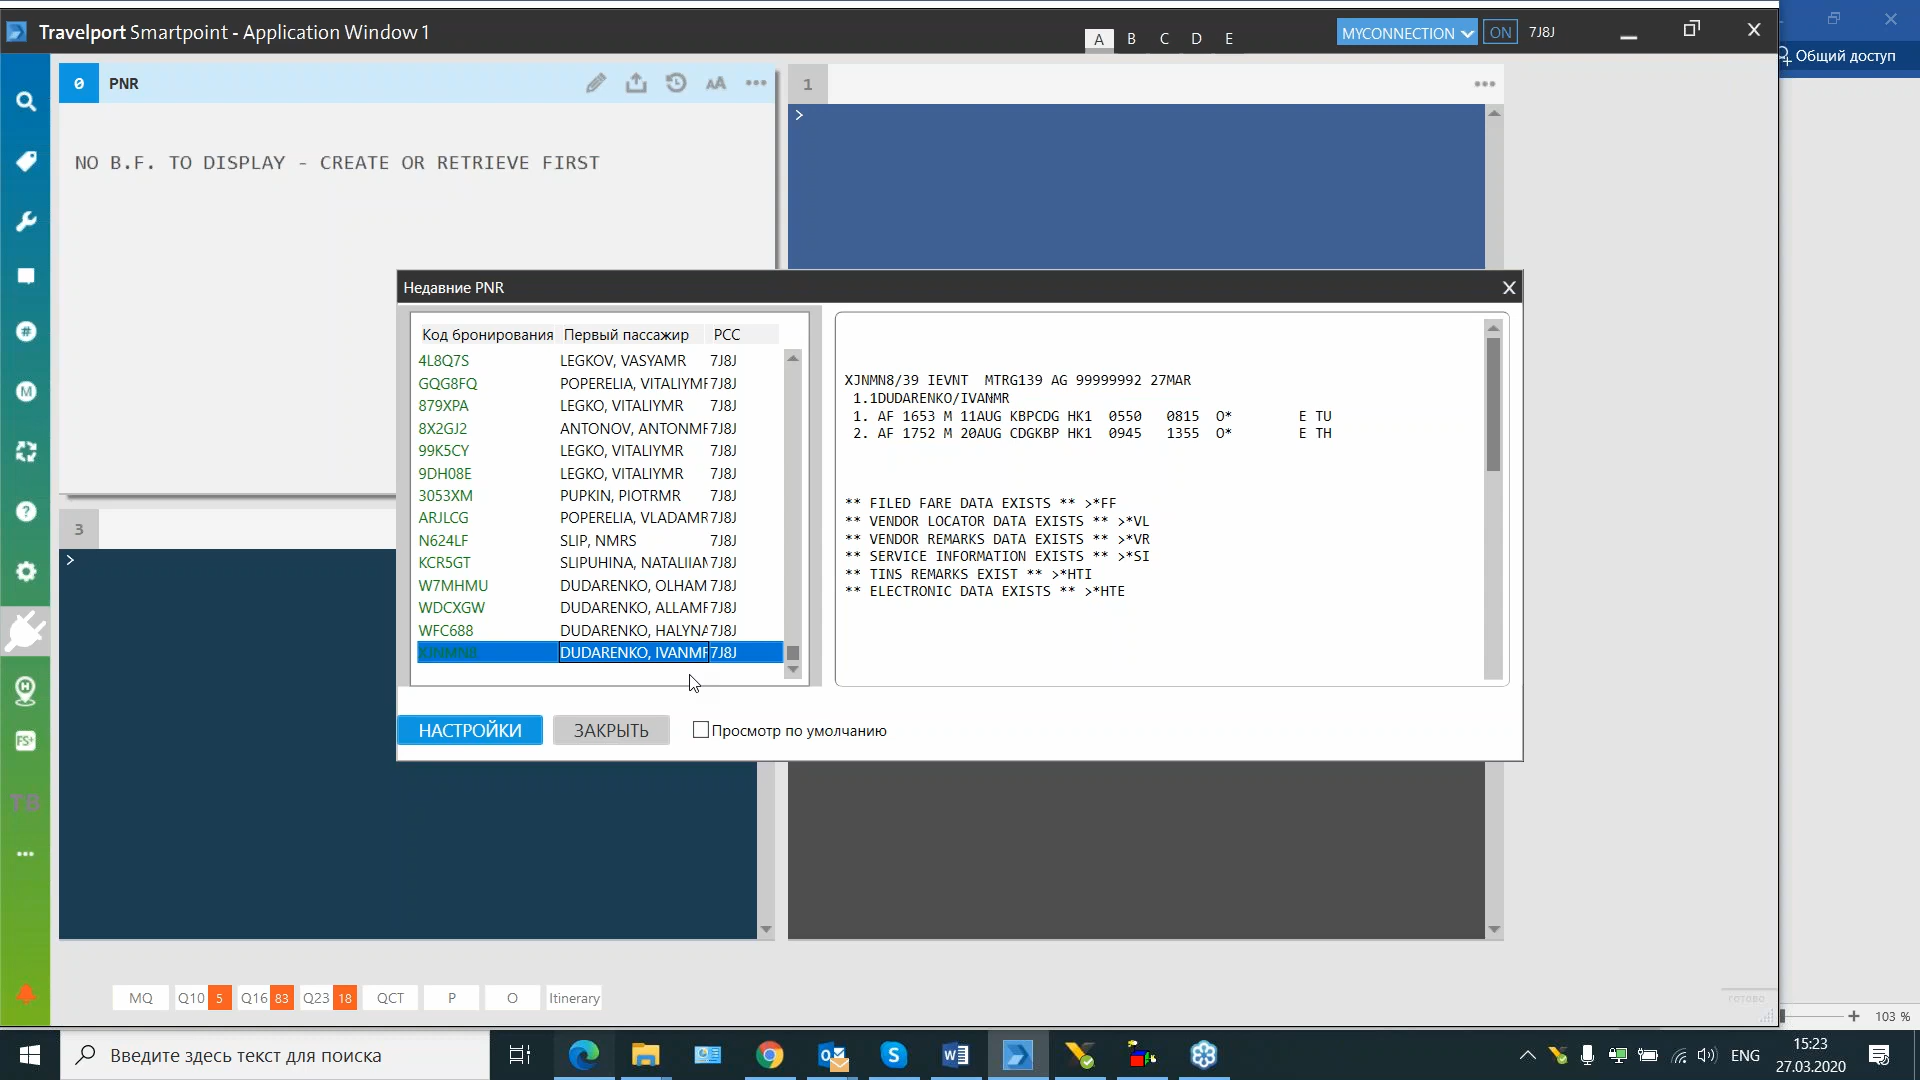 Travelport Smartpoint - Application Window 1
A B C D E
MYCONNECTION ON 7J8J
Общий доступ
0 PNR
1
NO B.F. TO DISPLAY - CREATE OR RETRIEVE FIRST
>
Недавние PNR
Код бронирования Первый пассажир PCC
4L8Q7S LEGKOV, VASYAMR 7J8J
GQG8FQ POPERELIA, VITALIYMF 7J8J
879XPA LEGKO, VITALIYMR 7J8J
8X2GJ2 ANTONOV, ANTONMF 7J8J
99K5CY LEGKO, VITALIYMR 7J8J
9DH08E LEGKO, VITALIYMR 7J8J
3053XM PUPKIN, PIOTRMR 7J8J
ARJLCG POPERELIA, VLADAMR 7J8J
N624LF SLIP, NMRS 7J8J
KCR5GT SLIPUHINA, NATALIIAM 7J8J
W7MHMU DUDARENKO, OLHAM 7J8J
WDCXGW DUDARENKO, ALLAMF 7J8J
WFC688 DUDARENKO, HALYNA 7J8J
XJNMN8 DUDARENKO, IVANMF 7J8J
XJNMN8/39 IEVNT MTRG139 AG 99999992 27MAR
1.1DUDARENKO/IVANMR
1. AF 1653 M 11AUG KBPCDG HK1 0550 0815 O* E TU
2. AF 1752 M 20AUG CDGKBP HK1 0945 1355 O* E TH
** FILED FARE DATA EXISTS ** >*FF
** VENDOR LOCATOR DATA EXISTS ** >*VL
** VENDOR REMARKS DATA EXISTS ** >*VR
** SERVICE INFORMATION EXISTS ** >*SI
** TINS REMARKS EXIST ** >*HTI
** ELECTRONIC DATA EXISTS ** >*HTE
НАСТРОЙКИ ЗАКРЫТЬ Просмотр по умолчанию
3
>
FS+
TB
MQ Q10 5 Q16 83 Q23 18 QCT P O Itinerary
готово
103 %
Введите здесь текст для поиска
ENG
15:23
27.03.2020